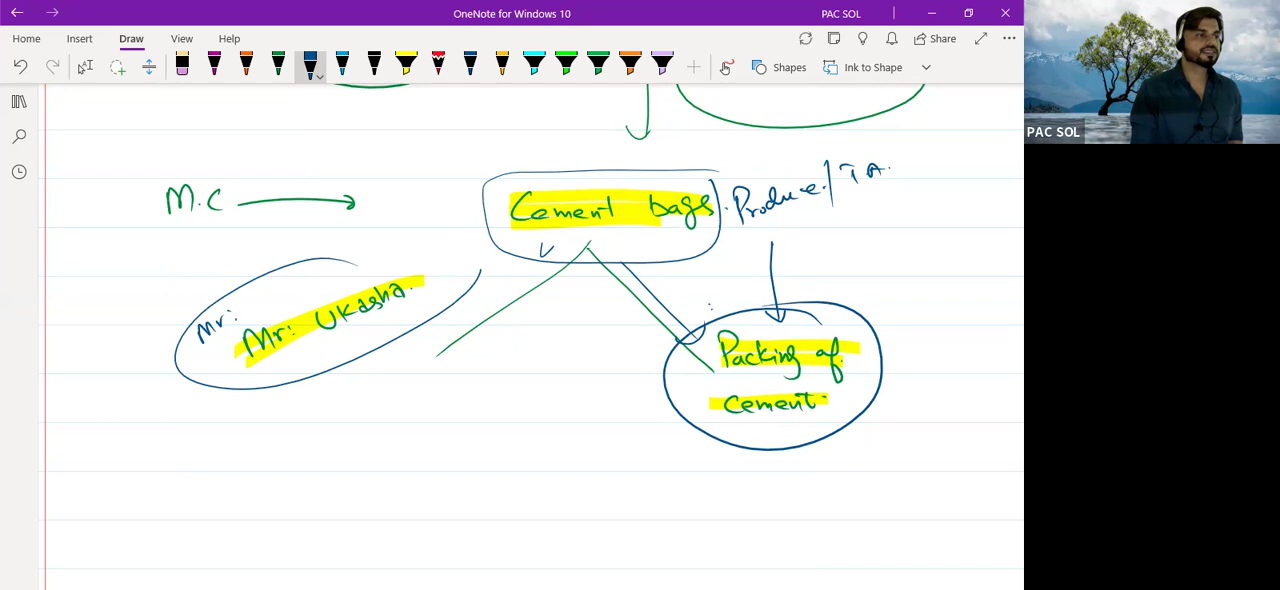 OneNote for Windows 10
PAC SOL
Home
Insert
Draw
View
Help
Share
Shapes
Ink to Shape
PAC SOL
M.C
Cement bags
.Produce./T A.
Mr:
Mr: Ukasha.
Packing of
cement.